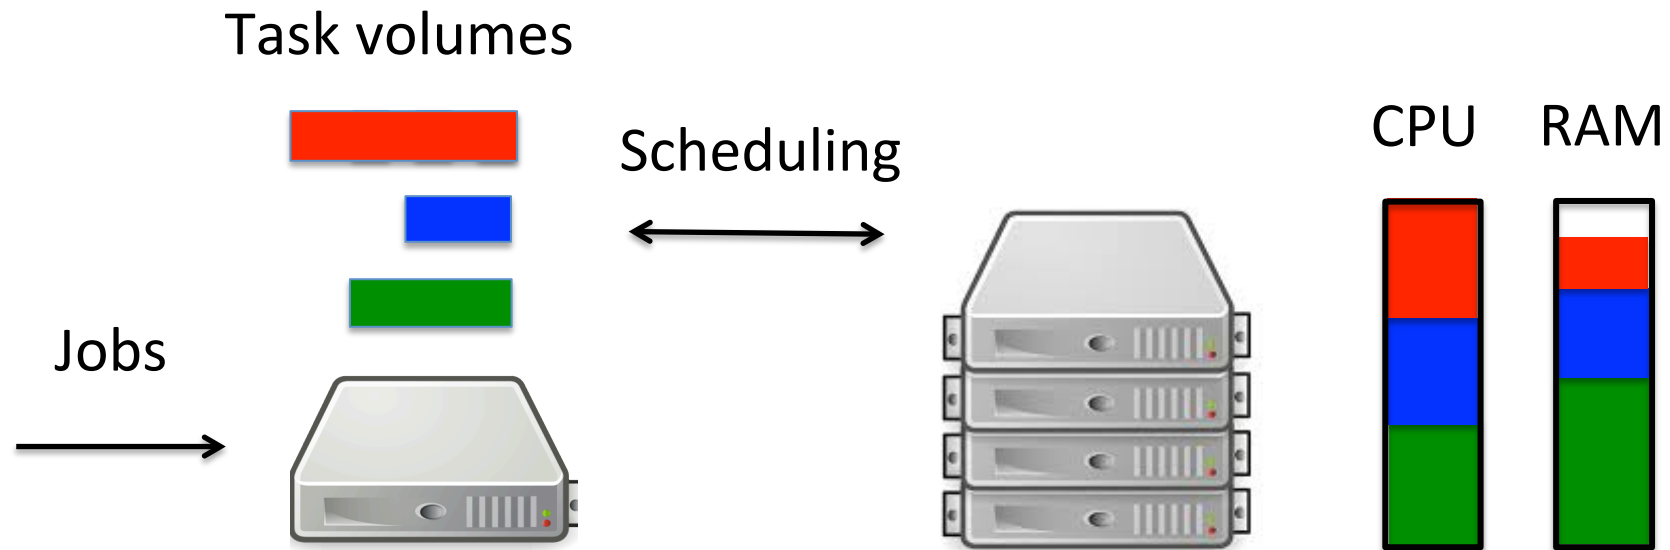 Task volumes
Scheduling
CPU
RAM
Jobs